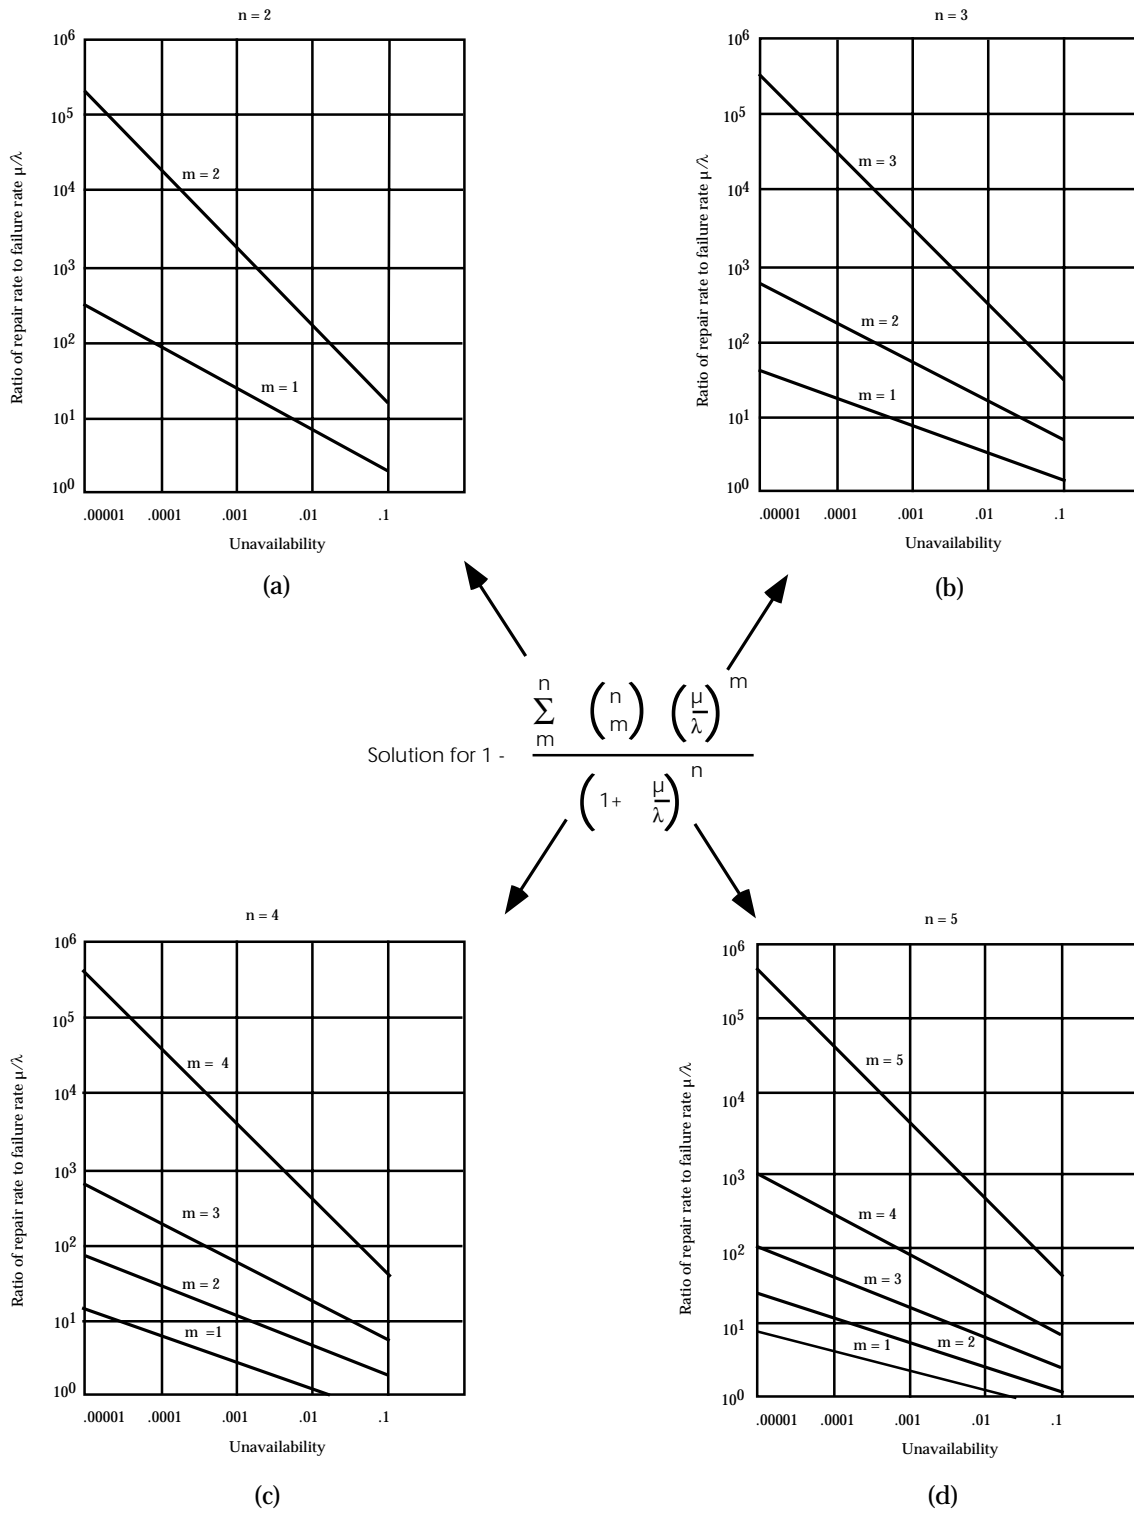 n = 2
10^6
10^5
10^4
10^3
10^2
10^1
10^0
Ratio of repair rate to failure rate μ/λ
m = 2
m = 1
.00001 .0001 .001 .01 .1
Unavailability
(a)
n = 3
10^6
10^5
10^4
10^3
10^2
10^1
10^0
Ratio of repair rate to failure rate μ/λ
m = 3
m = 2
m = 1
.00001 .0001 .001 .01 .1
Unavailability
(b)
Solution for 1 -
n
Σ
m
(n m) (μ/λ)^m
(1+ μ/λ)^n
n = 4
10^6
10^5
10^4
10^3
10^2
10^1
10^0
Ratio of repair rate to failure rate μ/λ
m = 4
m = 3
m = 2
m =1
.00001 .0001 .001 .01 .1
Unavailability
(c)
n = 5
10^6
10^5
10^4
10^3
10^2
10^1
10^0
Ratio of repair rate to failure rate μ/λ
m = 5
m = 4
m = 3
m = 2
m = 1
.00001 .0001 .001 .01 .1
Unavailability
(d)